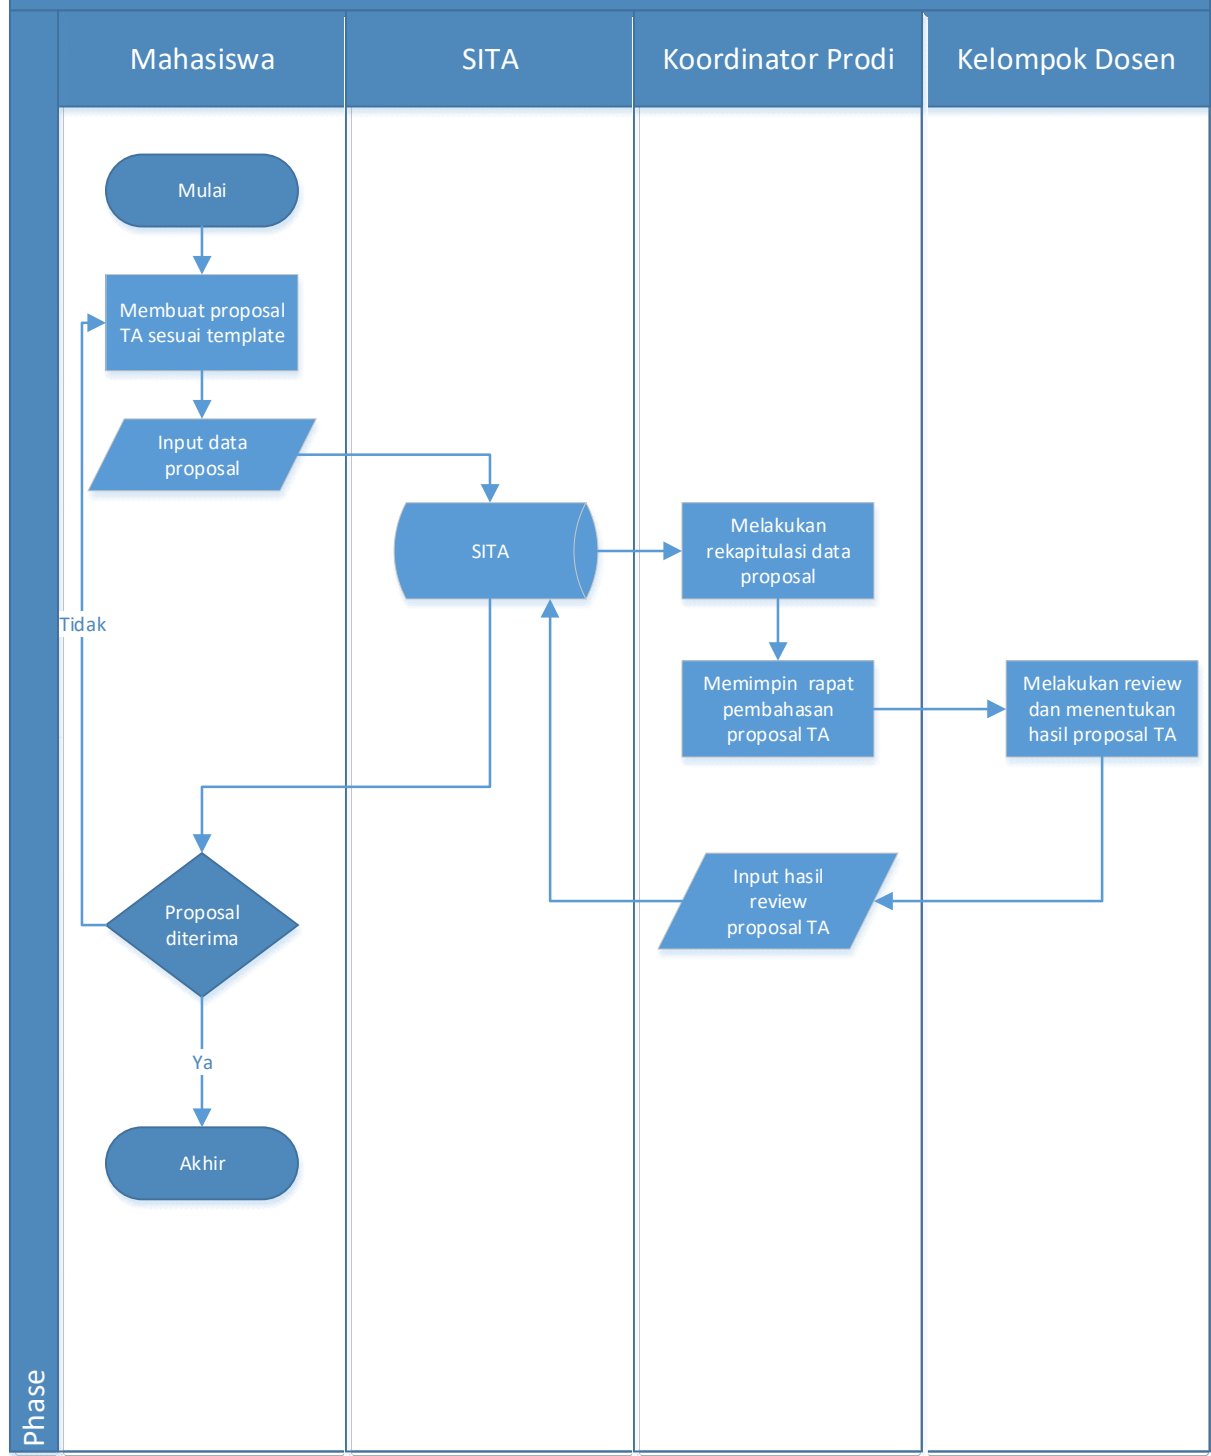 Mahasiswa
SITA
Koordinator Prodi
Kelompok Dosen
Mulai
Membuat proposal
TA sesuai template
Input data
proposal
SITA
Melakukan
rekapitulasi data
proposal
Tidak
Memimpin rapat
pembahasan
proposal TA
Melakukan review
dan menentukan
hasil proposal TA
Input hasil
review
proposal TA
Proposal
diterima
Ya
Akhir
Phase